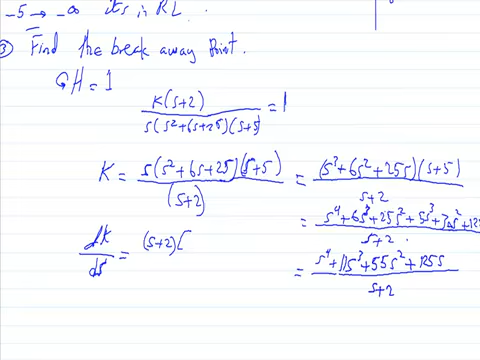 -5 → -∞ its in RL.
③ Find the break away Point.
GH = 1
K(s+2) / s(s²+6s+25)(s+5) = 1
K = s(s²+6s+25)(s+5) / (s+2) = (s³+6s²+25s)(s+5) / s+2
= s⁴+6s³+25s²+5s³+30s²+125 / s+2
dK/ds = (s+2)[
= s⁴+11s³+55s²+125s / s+2